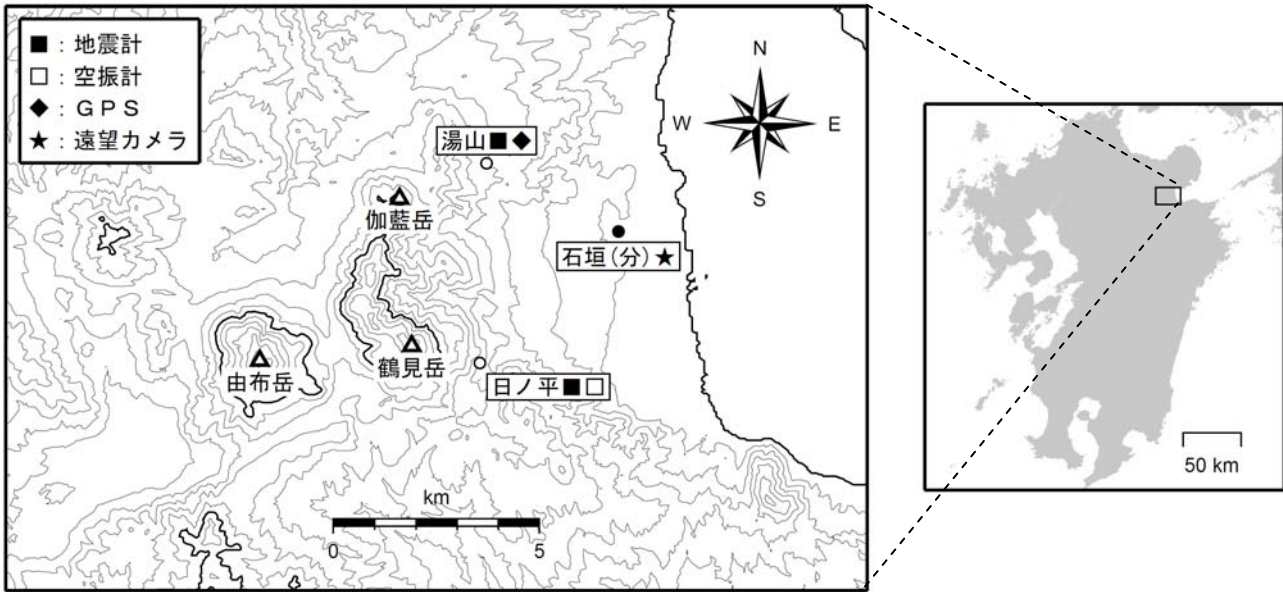 ■：地震計
□：空振計
◆：ＧＰＳ
★：遠望カメラ
N
W
E
S
湯山■◆
伽藍岳
石垣(分)★
由布岳
鶴見岳
日ノ平■□
km
0
5
50 km